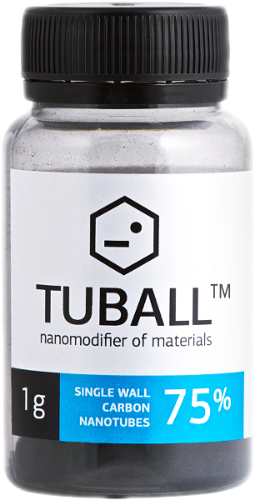 TUBALL™
nanomodifier of materials
1g
SINGLE WALL
CARBON
NANOTUBES
75%